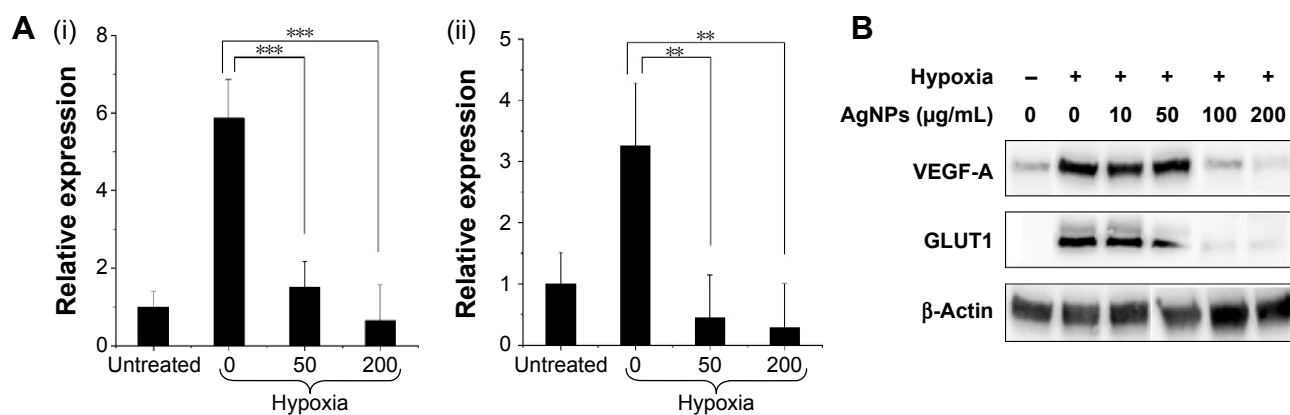 A (i)
Relative expression
8
6
4
2
0
***
***
Untreated 0 50 200
Hypoxia
(ii)
Relative expression
5
4
3
2
1
0
**
**
Untreated 0 50 200
Hypoxia
B
Hypoxia – + + + + +
AgNPs (μg/mL) 0 0 10 50 100 200
VEGF-A
GLUT1
β-Actin